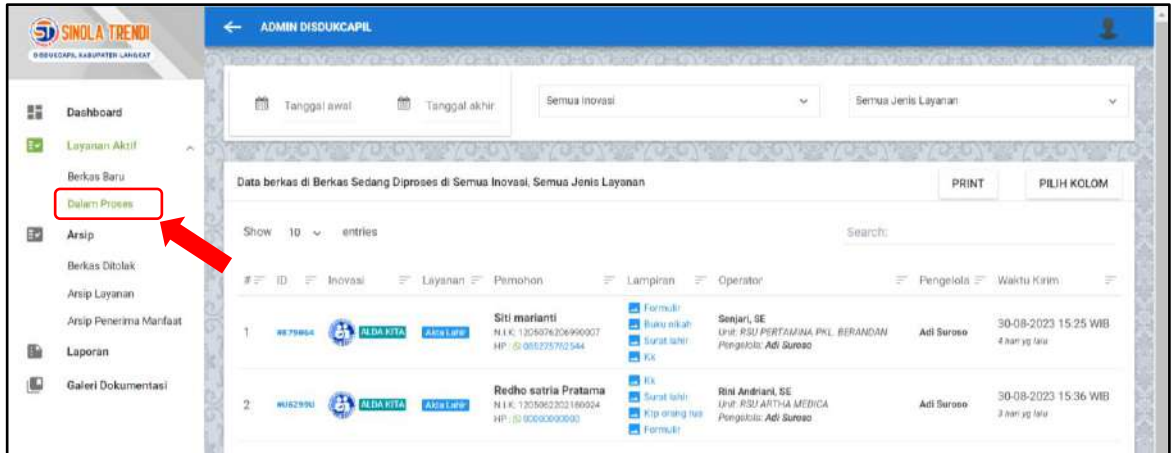 SINOLA TRENDI
DISDUKCAPIL KABUPATEN LANGKAT
ADMIN DISDUKCAPIL
Dashboard
Layanan Aktif
Berkas Baru
Dalam Proses
Arsip
Berkas Ditolak
Arsip Layanan
Arsip Penerima Manfaat
Laporan
Galeri Dokumentasi
Tanggal awal
Tanggal akhir
Semua Inovasi
Semua Jenis Layanan
Data berkas di Berkas Sedang Diproses di Semua Inovasi, Semua Jenis Layanan
PRINT
PILIH KOLOM
Show 10 entries
Search:
# ID Inovasi Layanan Pemohon Lampiran Operator Pengelola Waktu Kirim
1
ALDA KITA
Akta Lahir
Siti marianti
N.I.K: 1205076206990007
HP :
Formulir
Buku nikah
Surat lahir
Kk
Senjari, SE
Unit: RSU PERTAMINA PKL. BERANDAN
Pengelola: Adi Suroso
Adi Suroso
30-08-2023 15:25 WIB
4 hari yg lalu
2
ALDA KITA
Akta Lahir
Redho satria Pratama
N.I.K: 1205062202160024
HP : 00000000000
Kk
Surat lahir
Ktp orang tua
Formulir
Rini Andriani, SE
Unit: RSU ARTHA MEDICA
Pengelola: Adi Suroso
Adi Suroso
30-08-2023 15:36 WIB
3 hari yg lalu